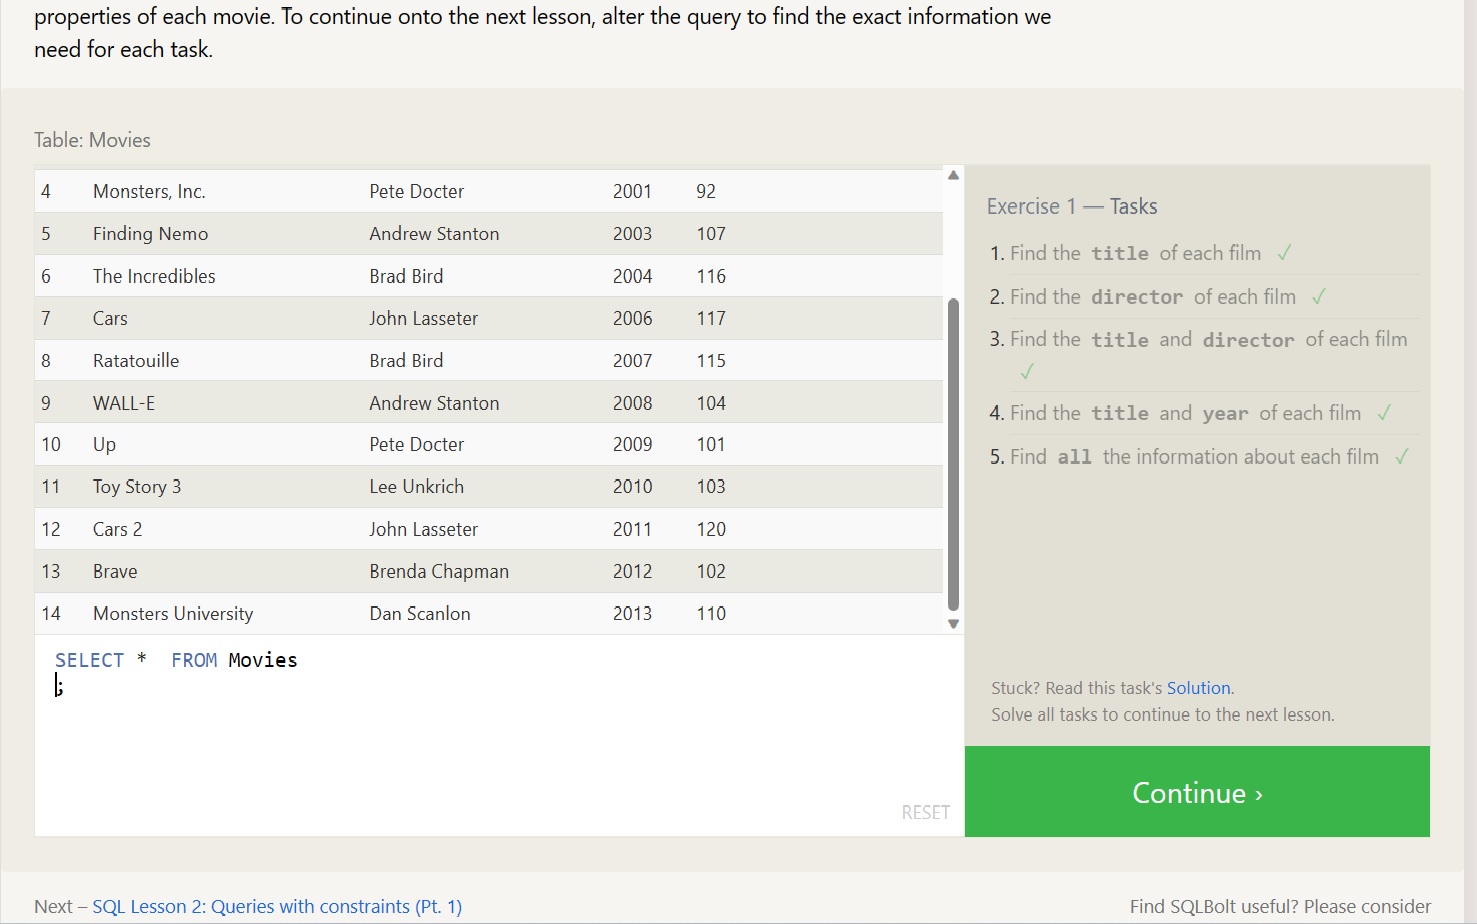 properties of each movie. To continue onto the next lesson, alter the query to find the exact information we
need for each task.
Table: Movies
4 Monsters, Inc. Pete Docter 2001 92
5 Finding Nemo Andrew Stanton 2003 107
6 The Incredibles Brad Bird 2004 116
7 Cars John Lasseter 2006 117
8 Ratatouille Brad Bird 2007 115
9 WALL-E Andrew Stanton 2008 104
10 Up Pete Docter 2009 101
11 Toy Story 3 Lee Unkrich 2010 103
12 Cars 2 John Lasseter 2011 120
13 Brave Brenda Chapman 2012 102
14 Monsters University Dan Scanlon 2013 110
SELECT *  FROM Movies
;
RESET
Exercise 1 — Tasks
1. Find the title of each film ✓
2. Find the director of each film ✓
3. Find the title and director of each film
✓
4. Find the title and year of each film ✓
5. Find all the information about each film ✓
Stuck? Read this task's Solution.
Solve all tasks to continue to the next lesson.
Continue ›
Next – SQL Lesson 2: Queries with constraints (Pt. 1)
Find SQLBolt useful? Please consider